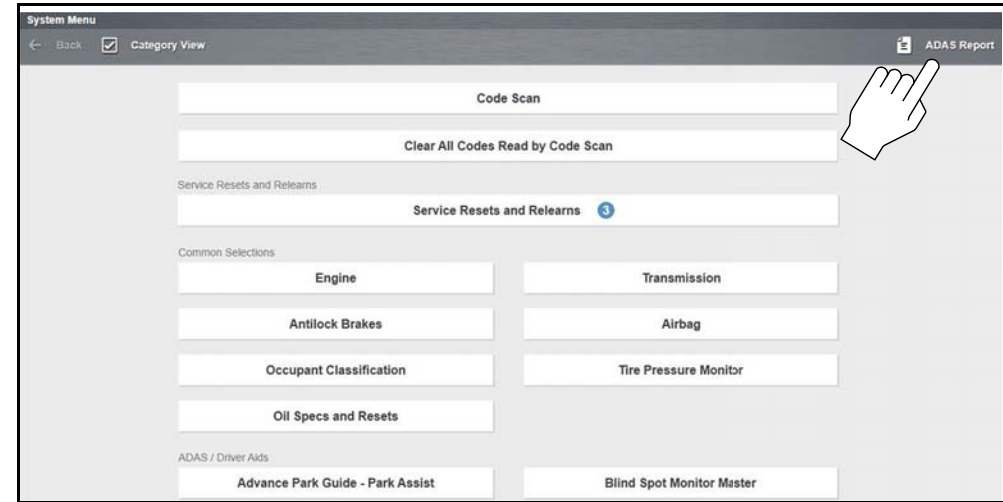 System Menu
Back Category View ADAS Report
Code Scan
Clear All Codes Read by Code Scan
Service Resets and Relearns
Service Resets and Relearns 3
Common Selections
Engine Transmission
Antilock Brakes Airbag
Occupant Classification Tire Pressure Monitor
Oil Specs and Resets
ADAS / Driver Aids
Advance Park Guide - Park Assist Blind Spot Monitor Master